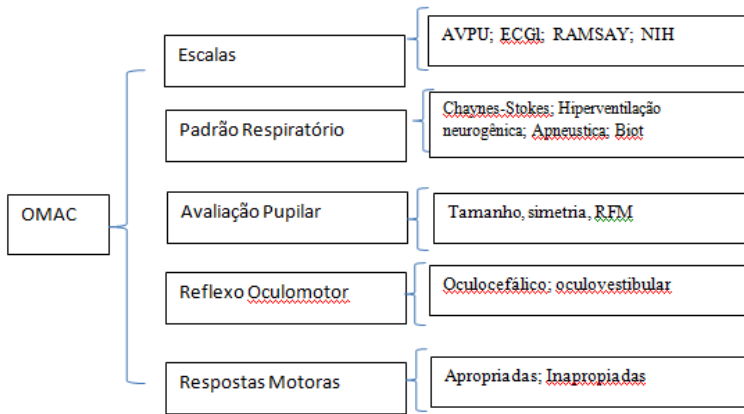 OMAC
Escalas
AVPU; ECGl; RAMSAY; NIH
Padrão Respiratório
Chaynes-Stokes; Hiperventilação
neurogênica; Apneustica; Biot
Avaliação Pupilar
Tamanho, simetria, RFM
Reflexo Oculomotor
Oculocefálico; oculovestibular
Respostas Motoras
Apropriadas; Inapropiadas